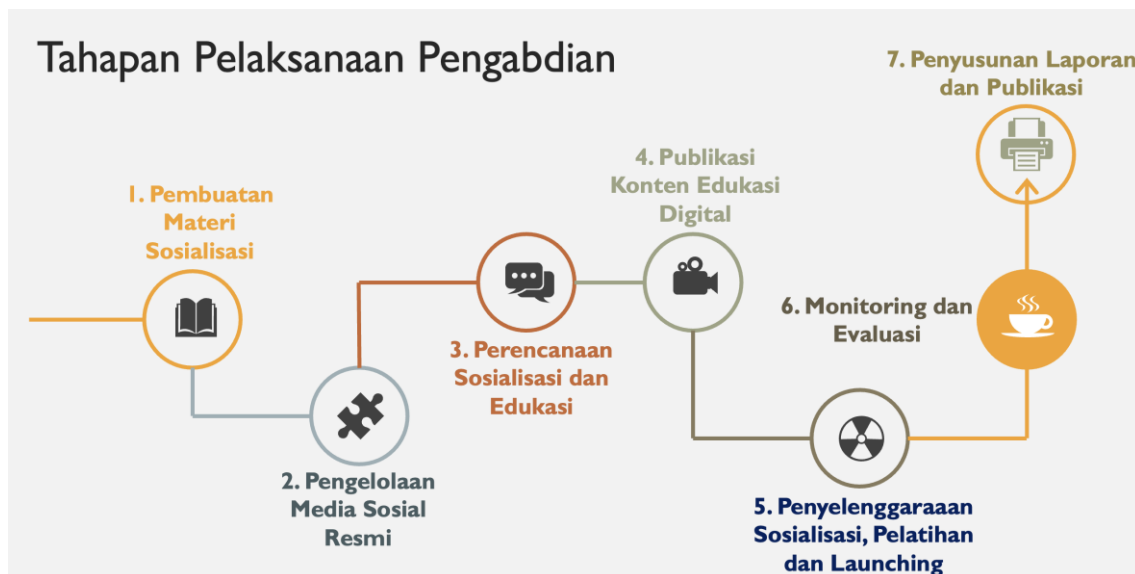 Tahapan Pelaksanaan Pengabdian
1. Pembuatan
Materi
Sosialisasi
2. Pengelolaan
Media Sosial
Resmi
3. Perencanaan
Sosialisasi dan
Edukasi
4. Publikasi
Konten Edukasi
Digital
5. Penyelenggaraaan
Sosialisasi, Pelatihan
dan Launching
6. Monitoring dan
Evaluasi
7. Penyusunan Laporan
dan Publikasi